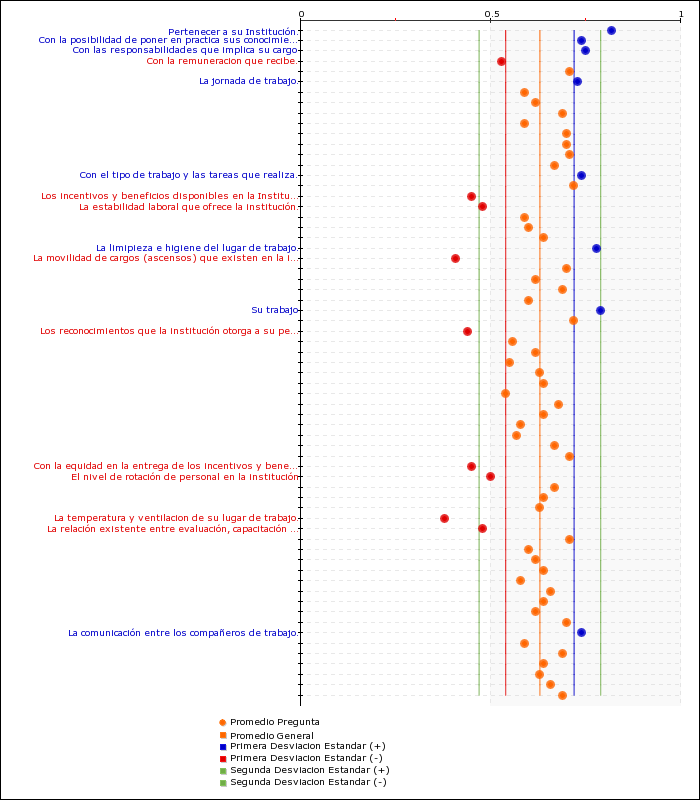 0 0.5 1
Pertenecer a su Institución.
Con la posibilidad de poner en practica sus conocimie...
Con las responsabilidades que implica su cargo
Con la remuneracion que recibe.
La jornada de trabajo.
Con el tipo de trabajo y las tareas que realiza.
Los incentivos y beneficios disponibles en la Institu...
La estabilidad laboral que ofrece la institución.
La limipieza e higiene del lugar de trabajo.
La movilidad de cargos (ascensos) que existen en la i...
Su trabajo
Los reconocimientos que la institución otorga a su pe...
Con la equidad en la entrega de los incentivos y bene...
El nivel de rotación de personal en la institución
La temperatura y ventilacion de su lugar de trabajo.
La relación existente entre evaluación, capacitación ...
La comunicación entre los compañeros de trabajo.
Promedio Pregunta
Promedio General
Primera Desviacion Estandar (+)
Primera Desviacion Estandar (-)
Segunda Desviacion Estandar (+)
Segunda Desviacion Estandar (-)